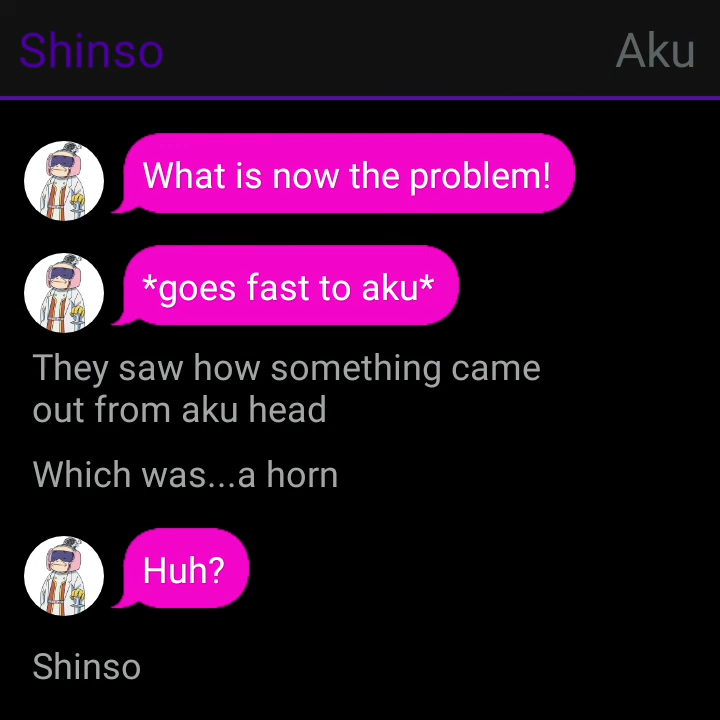 Shinso
Aku
What is now the problem!
*goes fast to aku*
They saw how something came
out from aku head
Which was...a horn
Huh?
Shinso